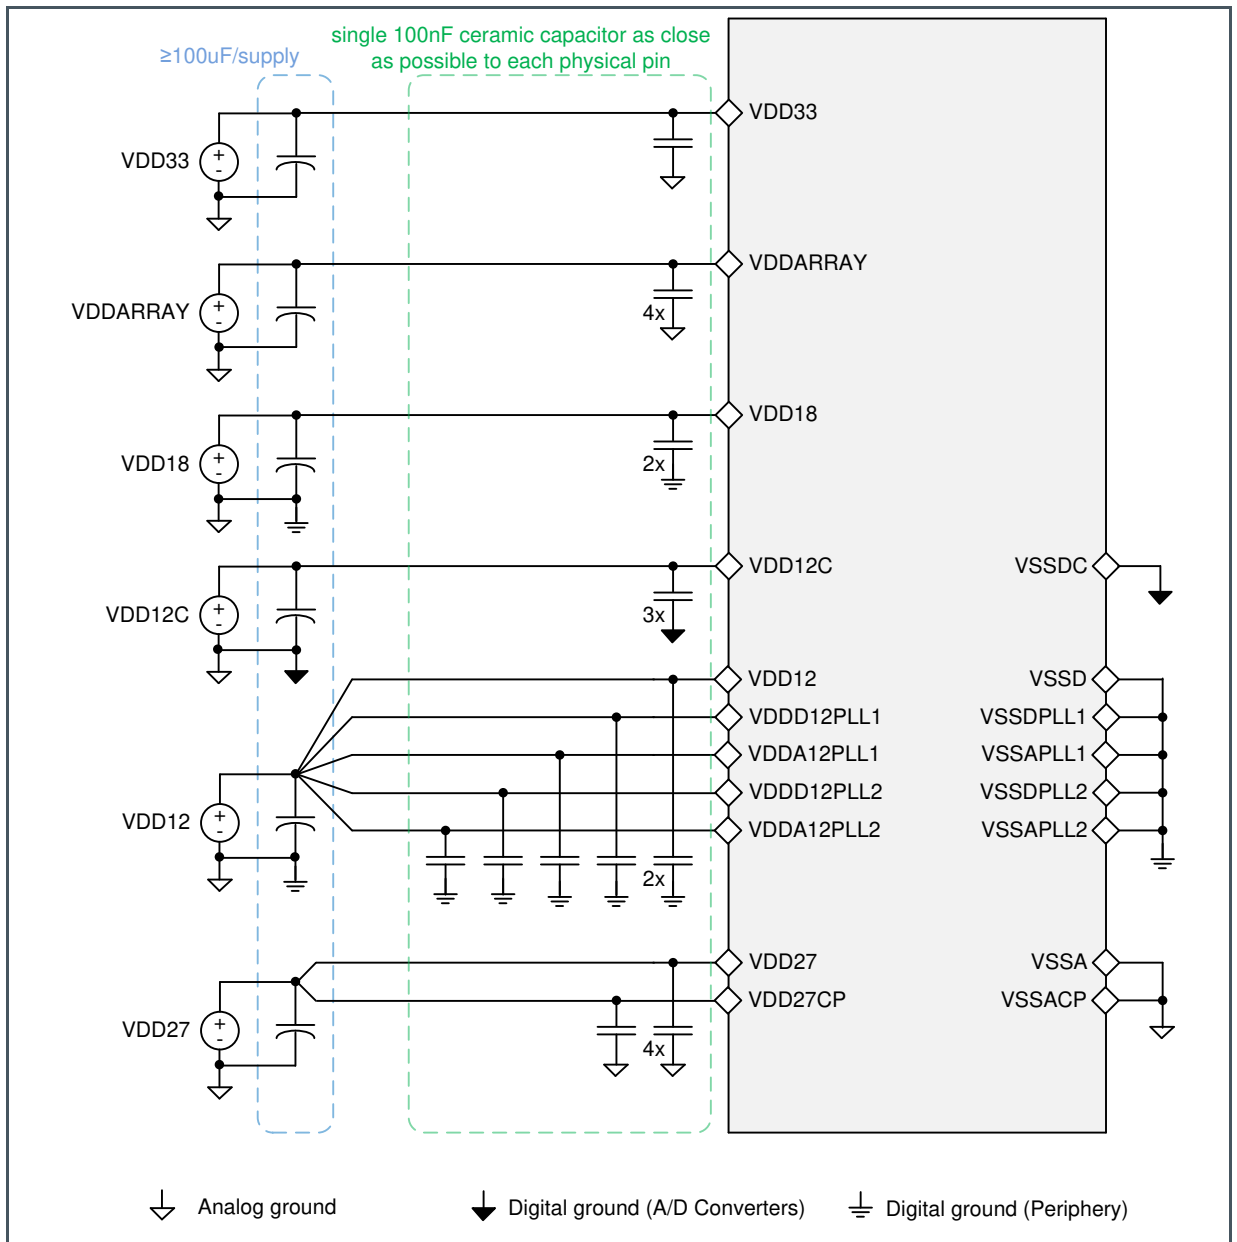 ≥100uF/supply
single 100nF ceramic capacitor as close
as possible to each physical pin
VDD33
+
-
VDD33
VDDARRAY
+
-
4x
VDDARRAY
VDD18
+
-
2x
VDD18
VDD12C
+
-
3x
VDD12C
VSSDC
VDD12
VSSD
VDDD12PLL1
VSSDPLL1
VDDA12PLL1
VSSAPLL1
VDDD12PLL2
VSSDPLL2
VDDA12PLL2
VSSAPLL2
VDD12
+
-
2x
VDD27
VSSA
VDD27CP
VSSACP
VDD27
+
-
4x
Analog ground
Digital ground (A/D Converters)
Digital ground (Periphery)